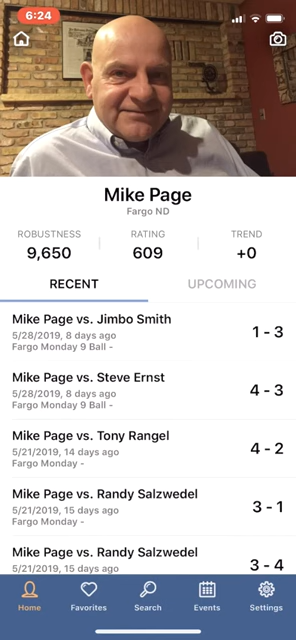 6:24
Mike Page
Fargo ND
ROBUSTNESS RATING TREND
9,650 609 +0
RECENT UPCOMING
Mike Page vs. Jimbo Smith
5/28/2019, 8 days ago
Fargo Monday 9 Ball -
1 - 3
Mike Page vs. Steve Ernst
5/28/2019, 8 days ago
Fargo Monday 9 Ball -
4 - 3
Mike Page vs. Tony Rangel
5/21/2019, 14 days ago
Fargo Monday -
4 - 2
Mike Page vs. Randy Salzwedel
5/21/2019, 15 days ago
Fargo Monday -
3 - 1
Mike Page vs. Randy Salzwedel
5/21/2019, 15 days ago
3 - 4
Home Favorites Search Events Settings